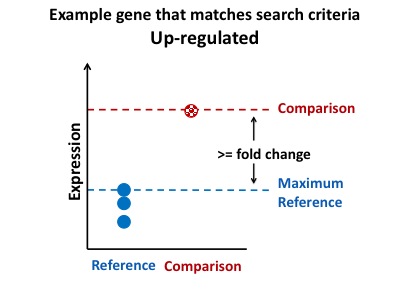 Example gene that matches search criteria
Up-regulated
Comparison
>= fold change
Maximum
Reference
Expression
Reference Comparison